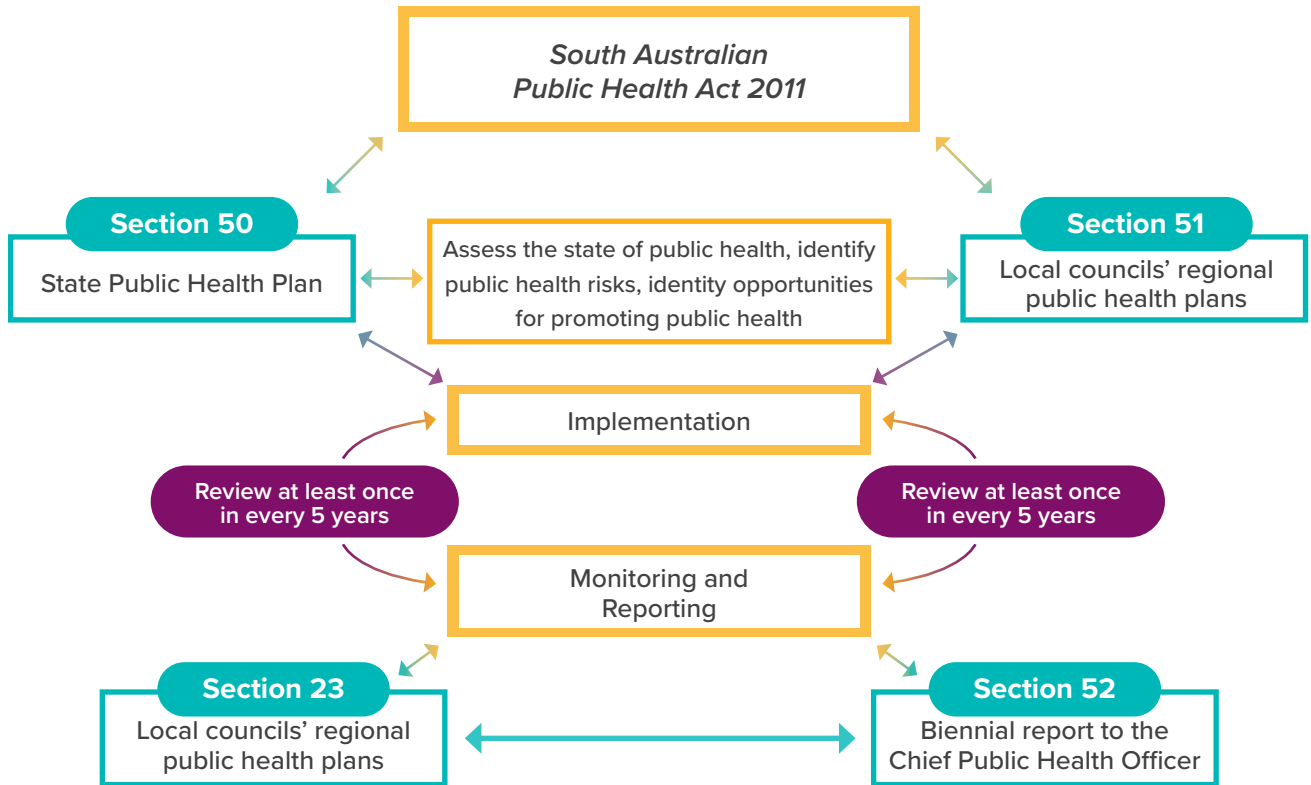 South Australian
Public Health Act 2011
Section 50
State Public Health Plan
Assess the state of public health, identify
public health risks, identity opportunities
for promoting public health
Section 51
Local councils’ regional
public health plans
Implementation
Review at least once
in every 5 years
Review at least once
in every 5 years
Monitoring and
Reporting
Section 23
Local councils’ regional
public health plans
Section 52
Biennial report to the
Chief Public Health Officer